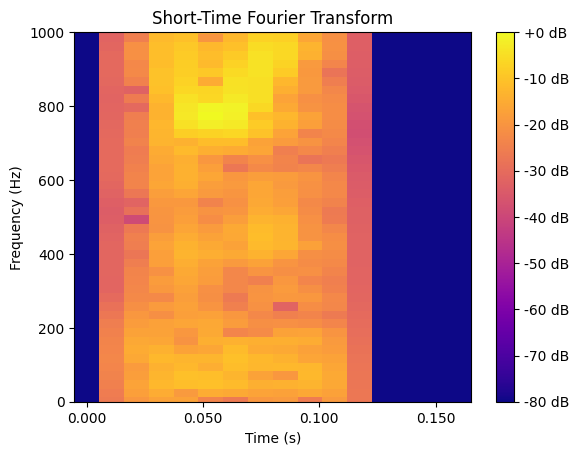 Short-Time Fourier Transform
1000
800
600
400
200
0
Frequency (Hz)
0.000
0.050
0.100
0.150
Time (s)
+0 dB
-10 dB
-20 dB
-30 dB
-40 dB
-50 dB
-60 dB
-70 dB
-80 dB